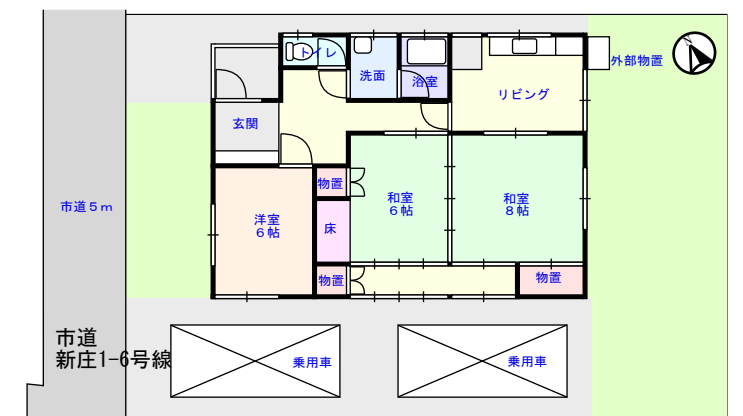 トイレ
洗面
浴室
リビング
外部物置
N
玄関
市道5ｍ
洋室
6帖
物置
床
物置
和室
6帖
和室
8帖
物置
市道
新庄1-6号線
乗用車
乗用車